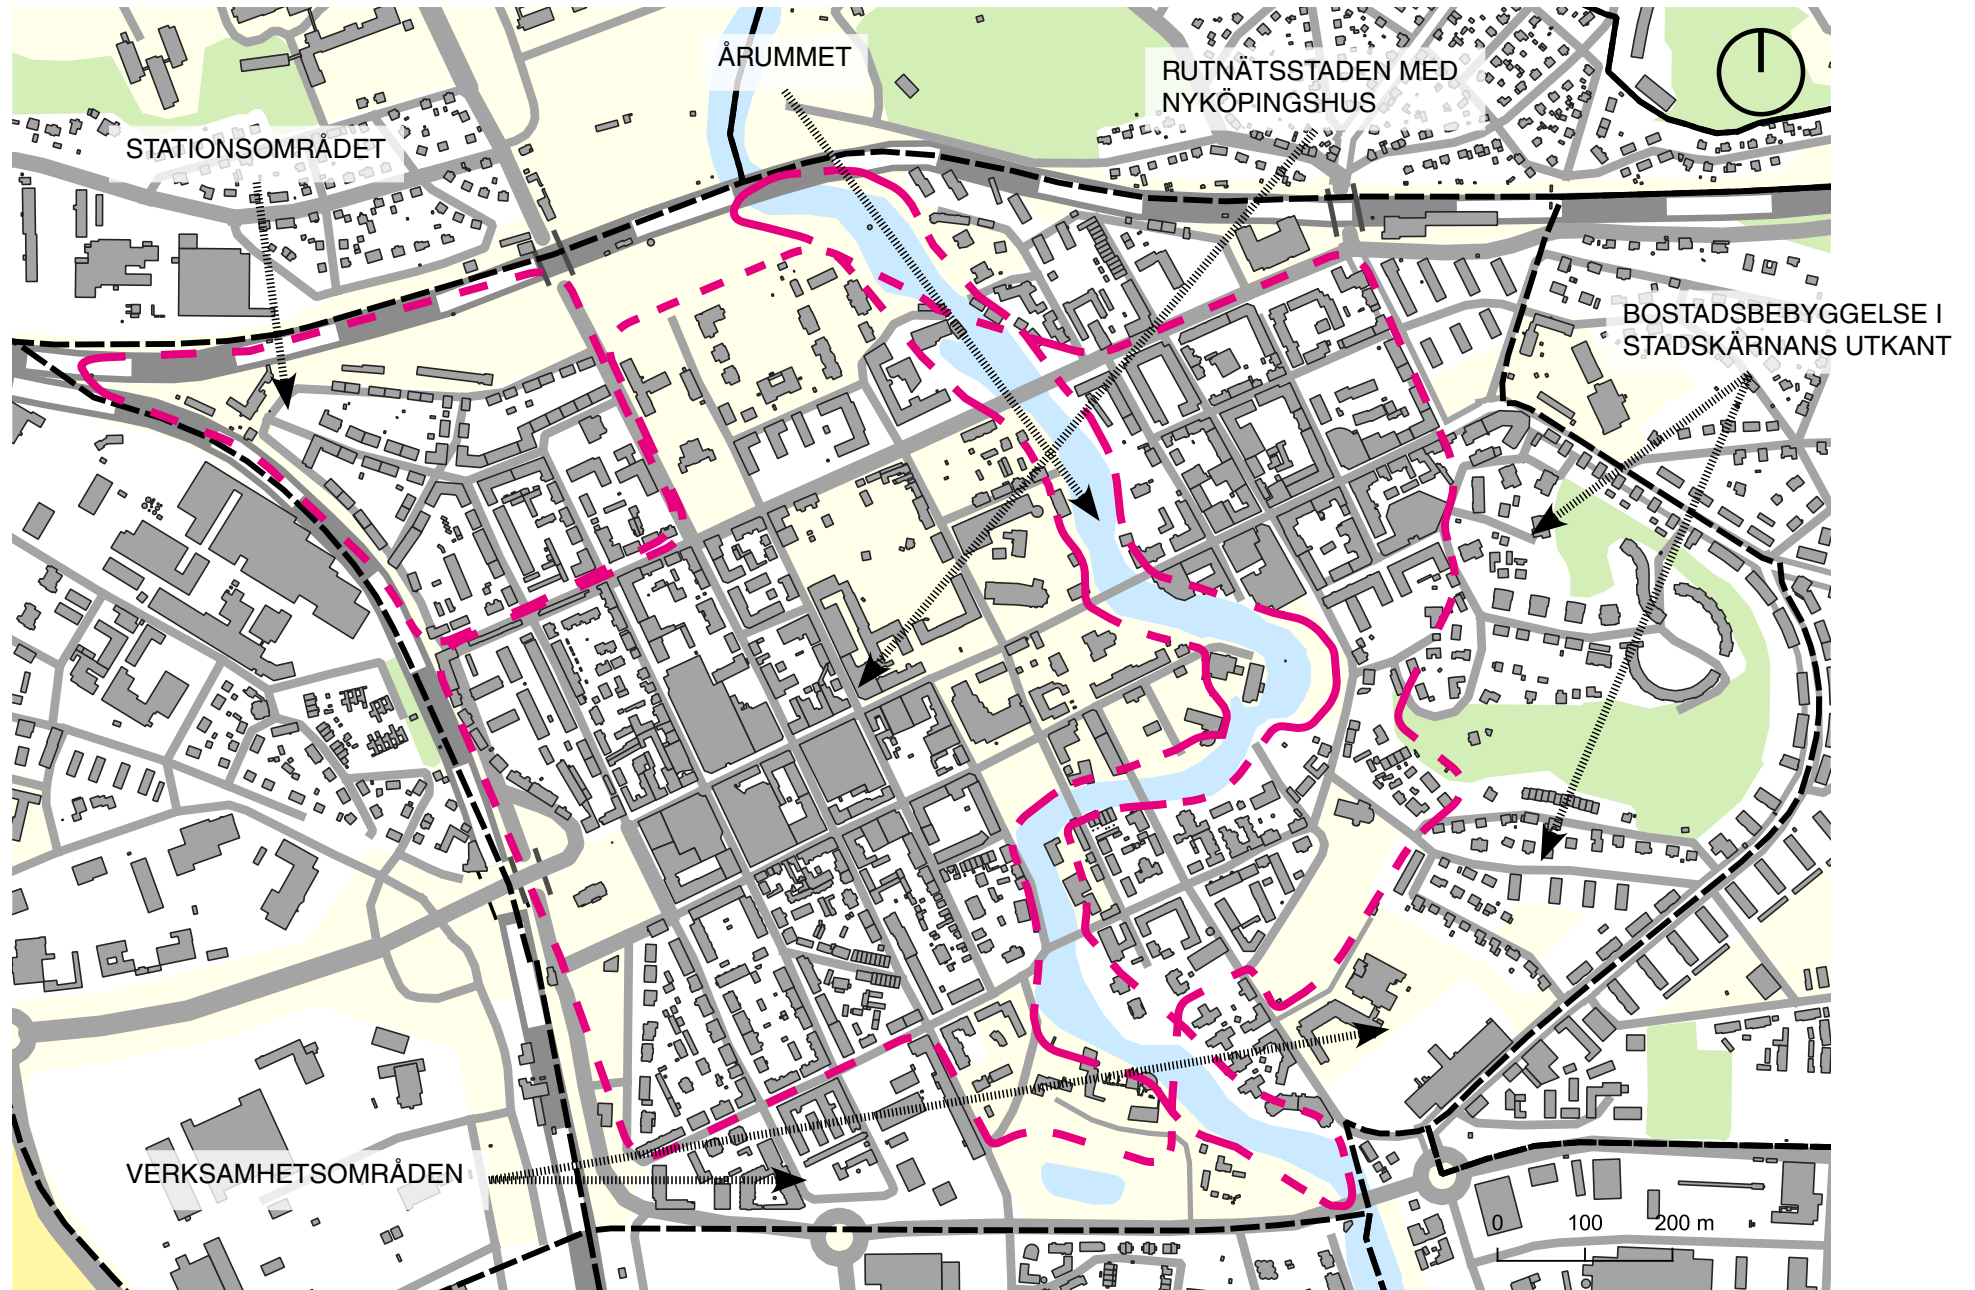 ÅRUMMET
RUTNÄTSSTADEN MED
NYKÖPINGSHUS
STATIONSOMRÅDET
BOSTADSBEBYGGELSE I
STADSKÄRNANS UTKANT
VERKSAMHETSOMRÅDEN
0 100 200 m